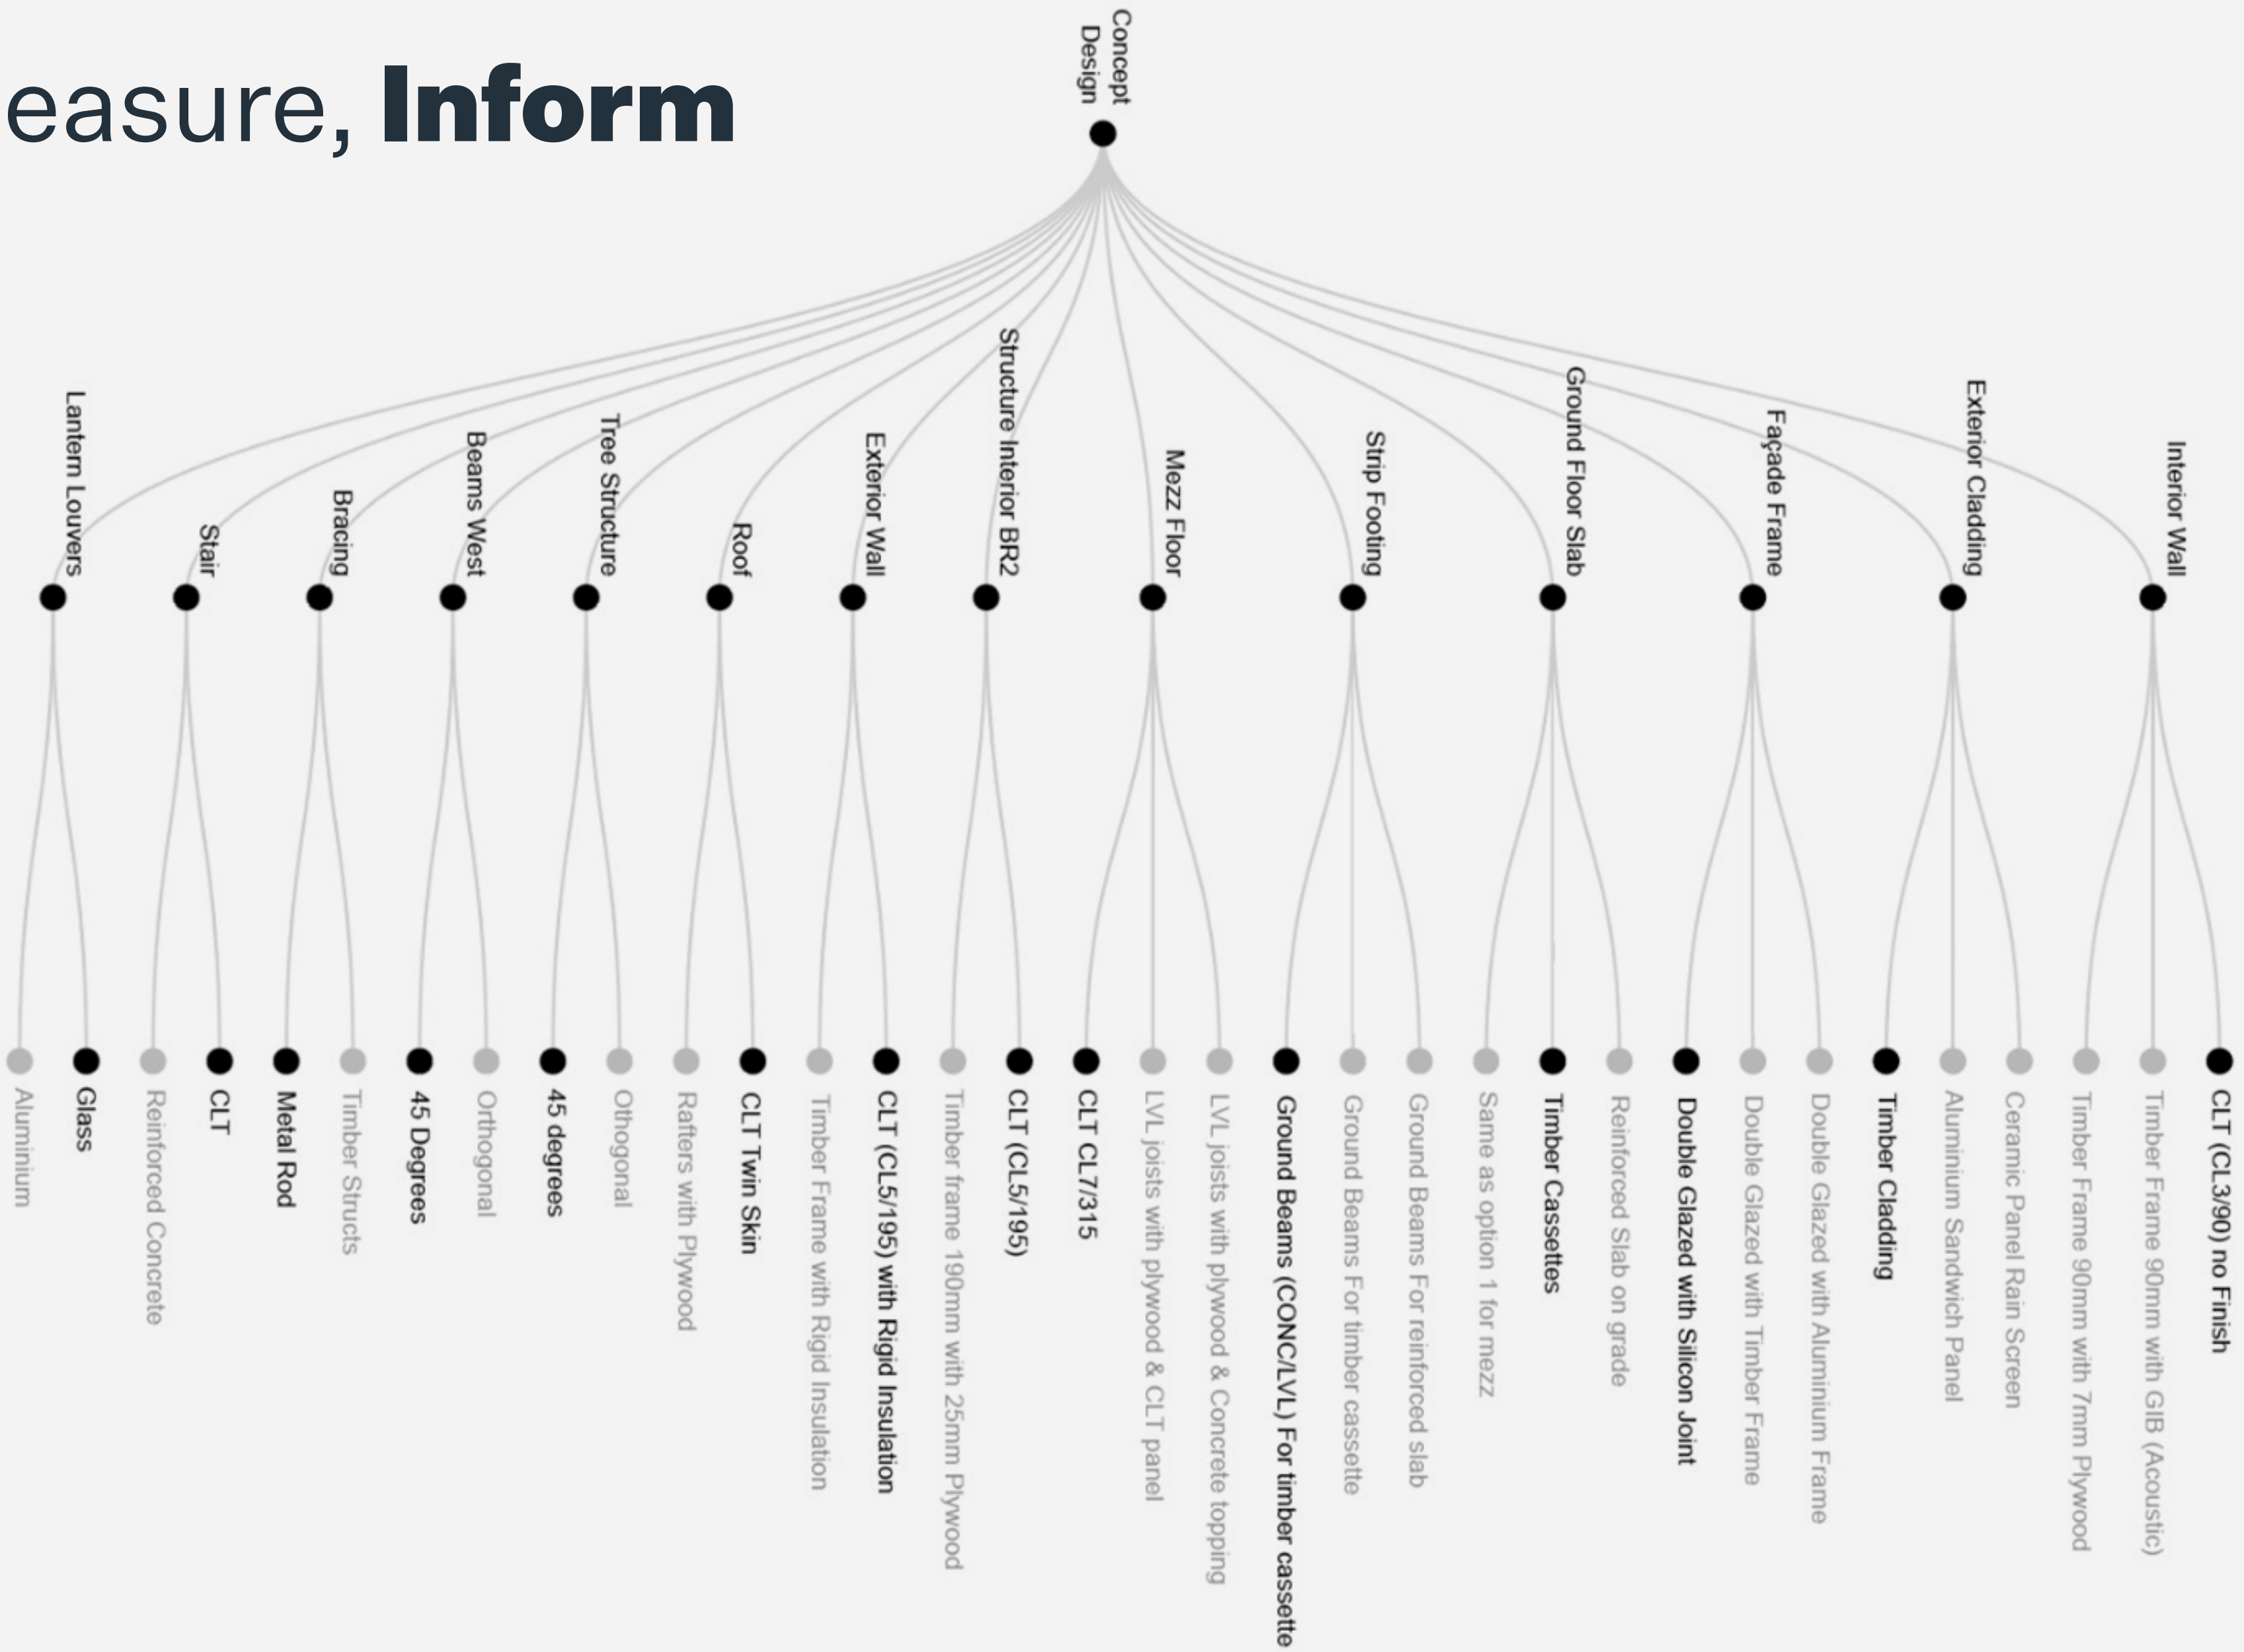 easure, Inform
Concept
Design
Lantern Louvers
Stair
Bracing
Beams West
Tree Structure
Roof
Exterior Wall
Structure Interior BR2
Mezz Floor
Strip Footing
Ground Floor Slab
Façade Frame
Exterior Cladding
Interior Wall
Aluminium
Glass
Reinforced Concrete
CLT
Metal Rod
Timber Structs
45 Degrees
Orthogonal
45 degrees
Othogonal
Rafters with Plywood
CLT Twin Skin
Timber Frame with Rigid Insulation
CLT (CL5/195) with Rigid Insulation
Timber frame 190mm with 25mm Plywood
CLT (CL5/195)
CLT CL7/315
LVL joists with plywood & CLT panel
LVL joists with plywood & Concrete topping
Ground Beams (CONC/LVL) For timber cassette
Ground Beams For timber cassette
Ground Beams For reinforced slab
Same as option 1 for mezz
Timber Cassettes
Reinforced Slab on grade
Double Glazed with Silicon Joint
Double Glazed with Timber Frame
Double Glazed with Aluminium Frame
Timber Cladding
Aluminium Sandwich Panel
Ceramic Panel Rain Screen
Timber Frame 90mm with 7mm Plywood
Timber Frame 90mm with GIB (Acoustic)
CLT (CL3/90) no Finish